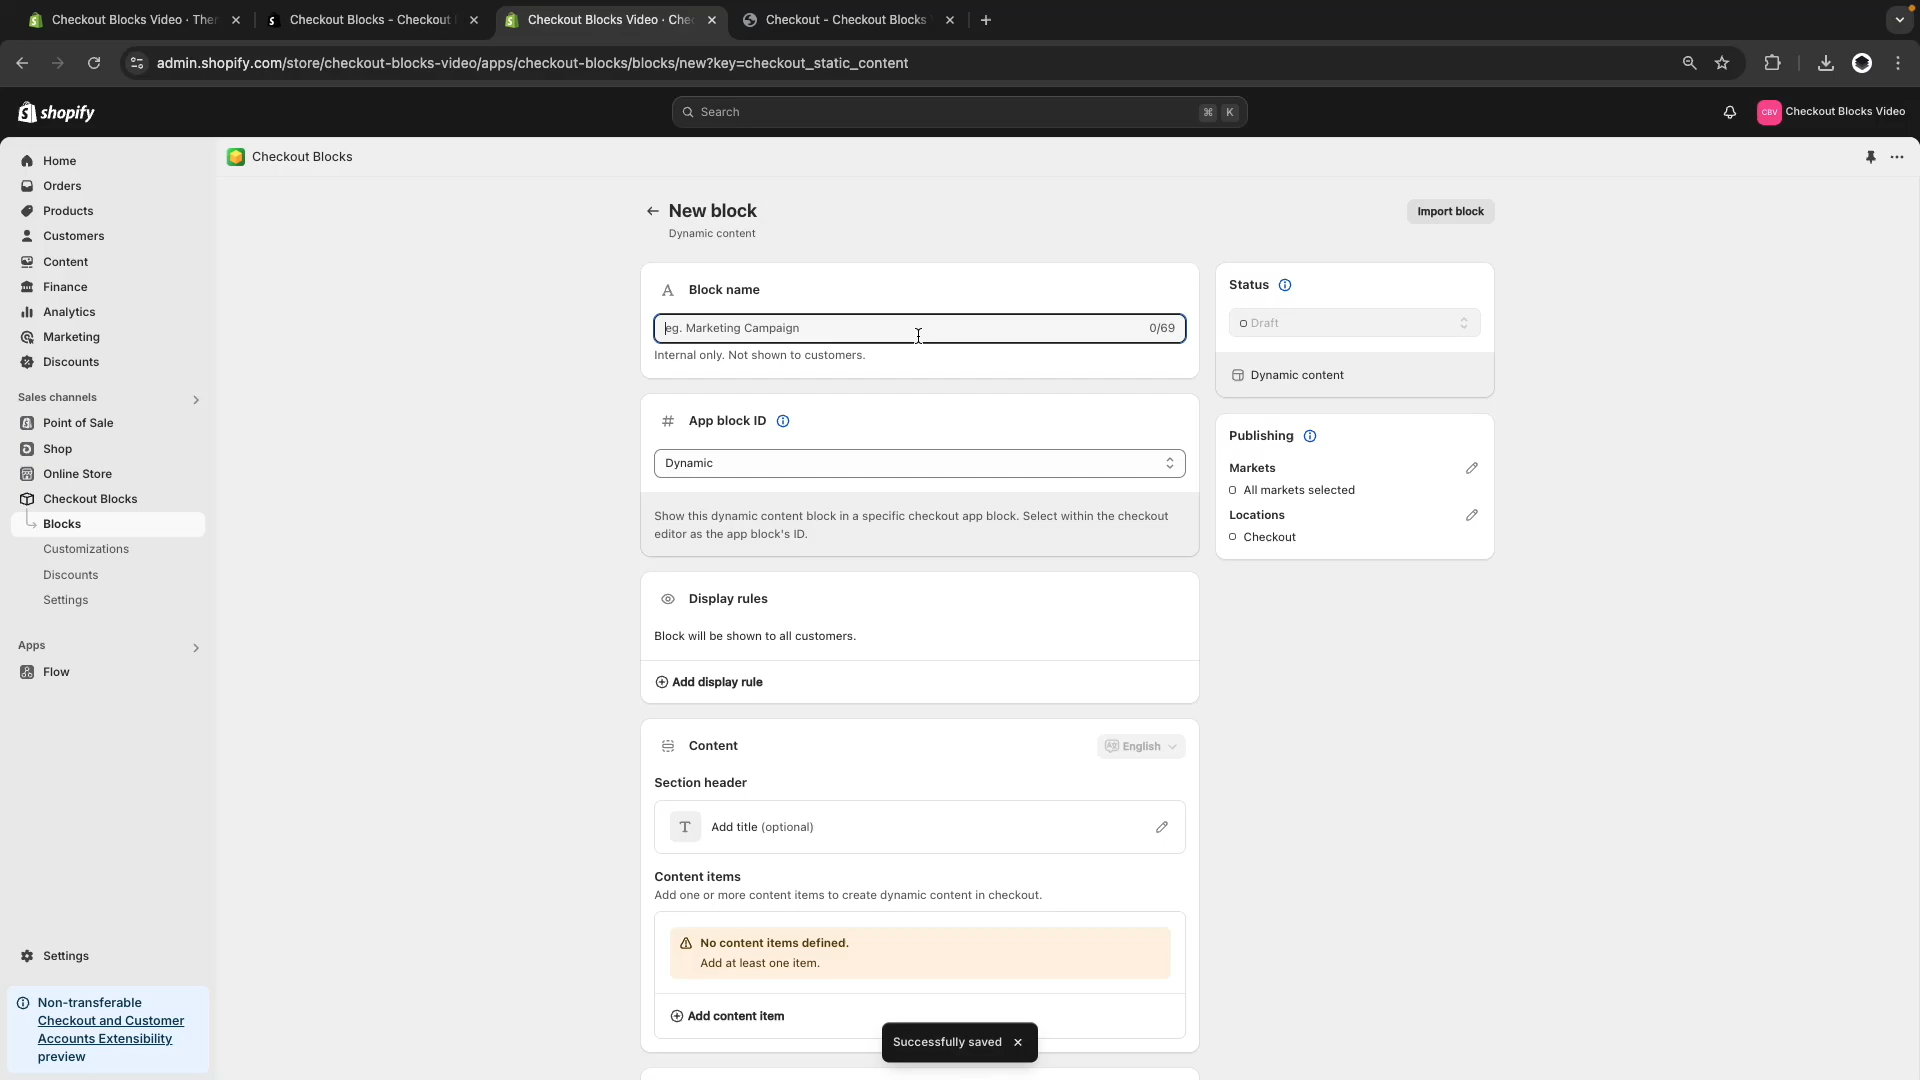 Checkout Blocks Video · Ther
Checkout Blocks - Checkout
Checkout Blocks Video · Chec
Checkout - Checkout Blocks
admin.shopify.com/store/checkout-blocks-video/apps/checkout-blocks/blocks/new?key=checkout_static_content
shopify
Search
⌘ K
CBV
Checkout Blocks Video
Home
Orders
Products
Customers
Content
Finance
Analytics
Marketing
Discounts
Sales channels
Point of Sale
Shop
Online Store
Checkout Blocks
Blocks
Customizations
Discounts
Settings
Apps
Flow
Settings
Non-transferable
Checkout and Customer
Accounts Extensibility
preview
Checkout Blocks
New block
Dynamic content
Import block
Block name
eg. Marketing Campaign
0/69
Internal only. Not shown to customers.
App block ID
Dynamic
Show this dynamic content block in a specific checkout app block. Select within the checkout
editor as the app block's ID.
Display rules
Block will be shown to all customers.
Add display rule
Content
English
Section header
Add title (optional)
Content items
Add one or more content items to create dynamic content in checkout.
No content items defined.
Add at least one item.
Add content item
Successfully saved
Status
Draft
Dynamic content
Publishing
Markets
All markets selected
Locations
Checkout